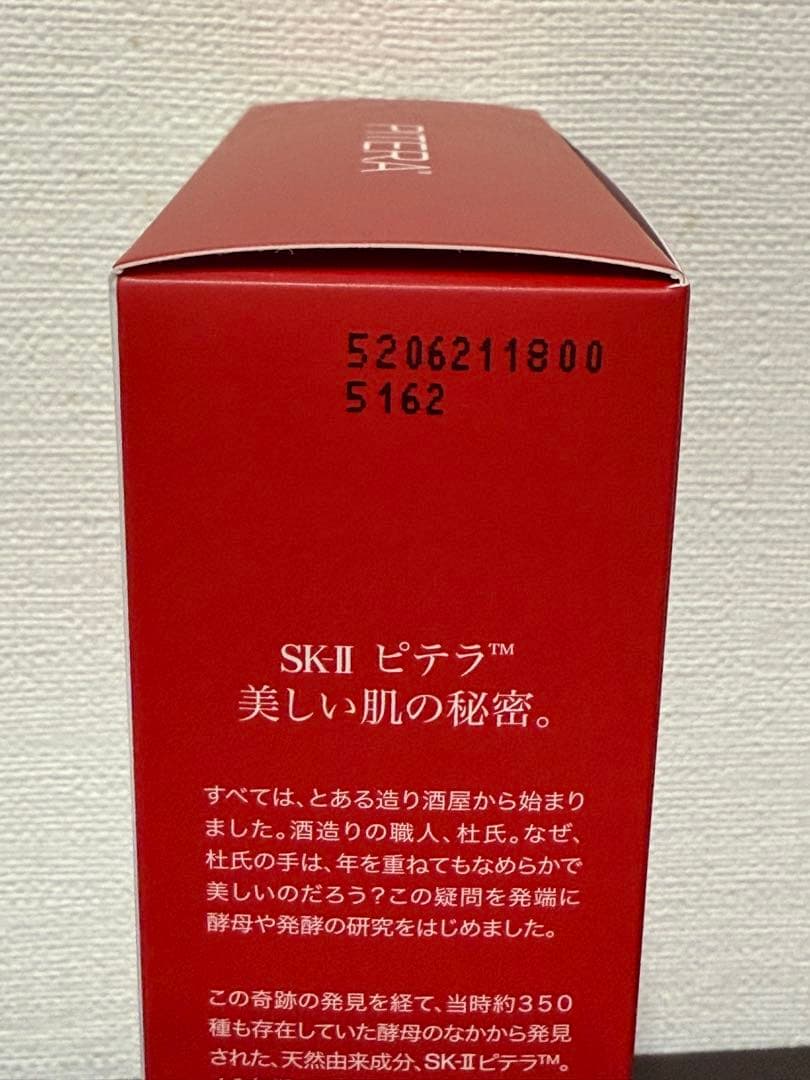 PITERA™
5206211800
5162
SK-II ピテラ™
美しい肌の秘密。
すべては、とある造り酒屋から始まり
ました。酒造りの職人、杜氏。なぜ、
杜氏の手は、年を重ねてもなめらかで
美しいのだろう?この疑問を発端に
酵母や発酵の研究をはじめました。
この奇跡の発見を経て、当時約350
種も存在していた酵母のなかから発見
された、天然由来成分、SK-IIピテラ™。